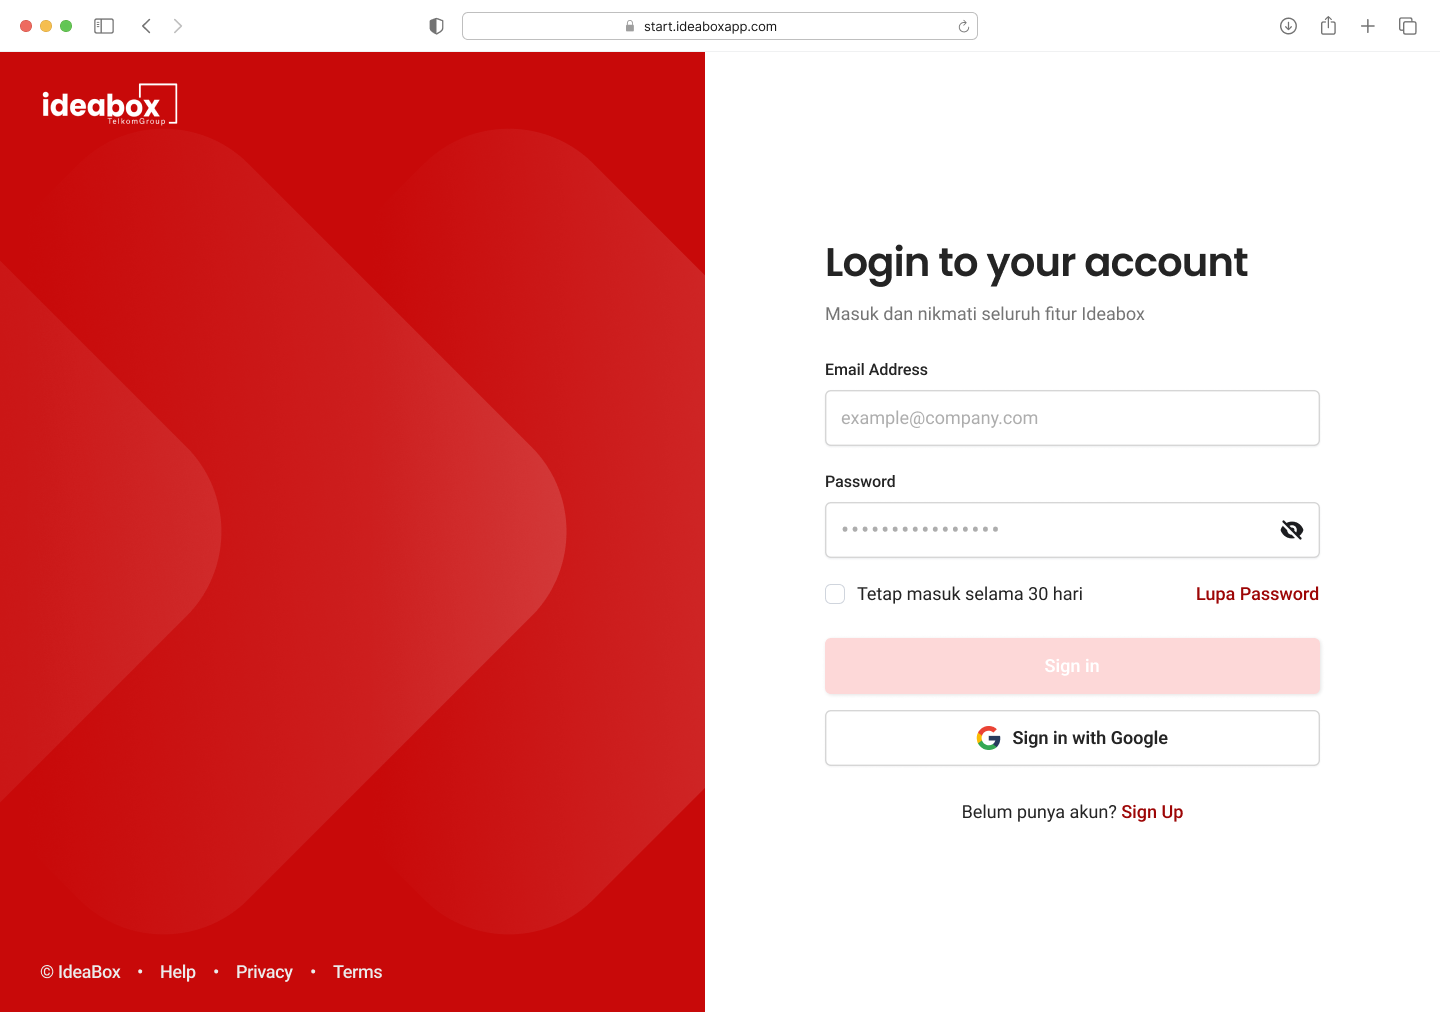 start.ideaboxapp.com
ideabox
TelkomGroup
Login to your account
Masuk dan nikmati seluruh fitur Ideabox
Email Address
example@company.com
Password
Tetap masuk selama 30 hari
Lupa Password
Sign in
Sign in with Google
Belum punya akun? Sign Up
© IdeaBox • Help • Privacy • Terms